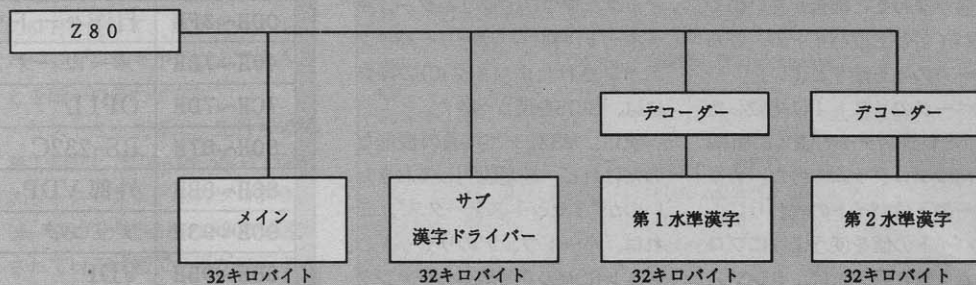 Z80
デコーダー
デコーダー
メイン
サブ
漢字ドライバー
第1水準漢字
第2水準漢字
32キロバイト
32キロバイト
32キロバイト
32キロバイト